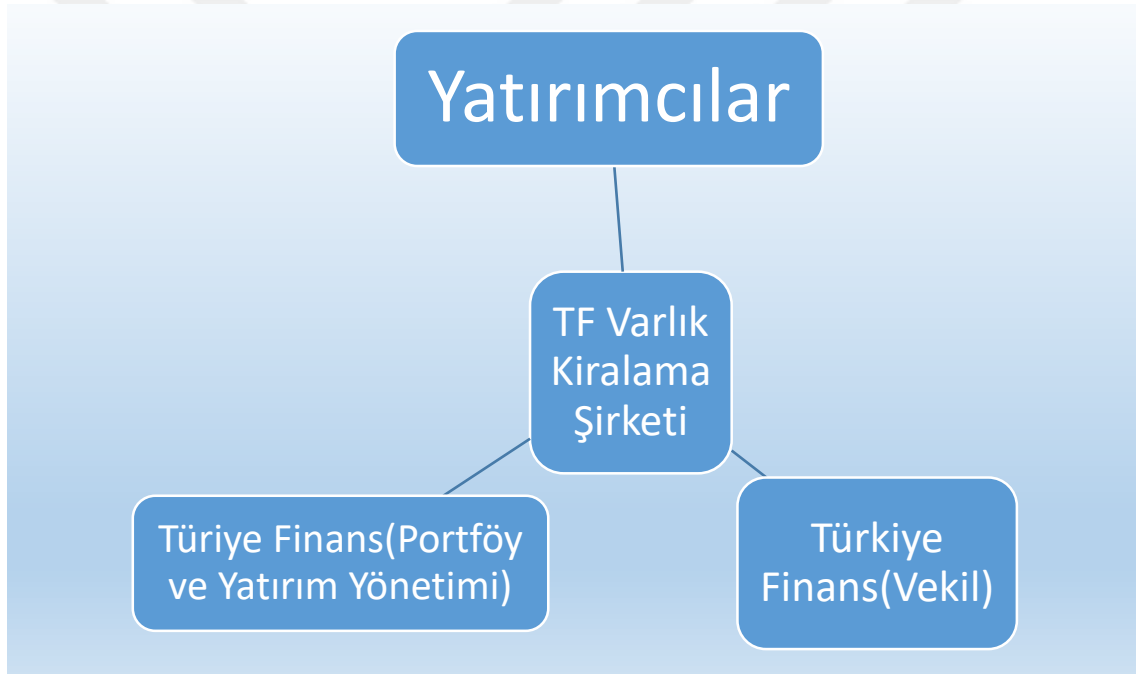 Yatırımcılar
TF Varlık
Kiralama
Şirketi
Türiye Finans(Portföy
ve Yatırım Yönetimi)
Türkiye
Finans(Vekil)